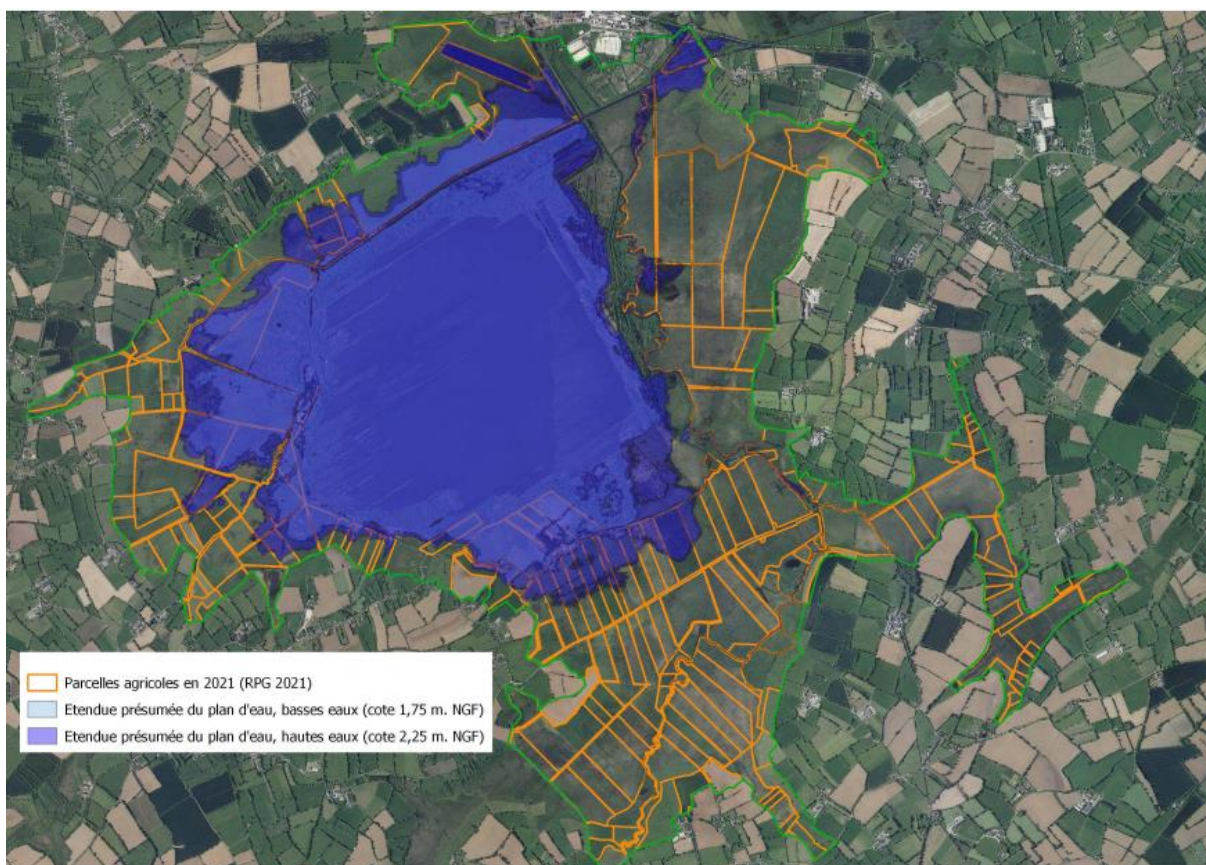 Parcelles agricoles en 2021 (RPG 2021)
Etendue présumée du plan d'eau, basses eaux (cote 1,75 m. NGF)
Etendue présumée du plan d'eau, hautes eaux (cote 2,25 m. NGF)